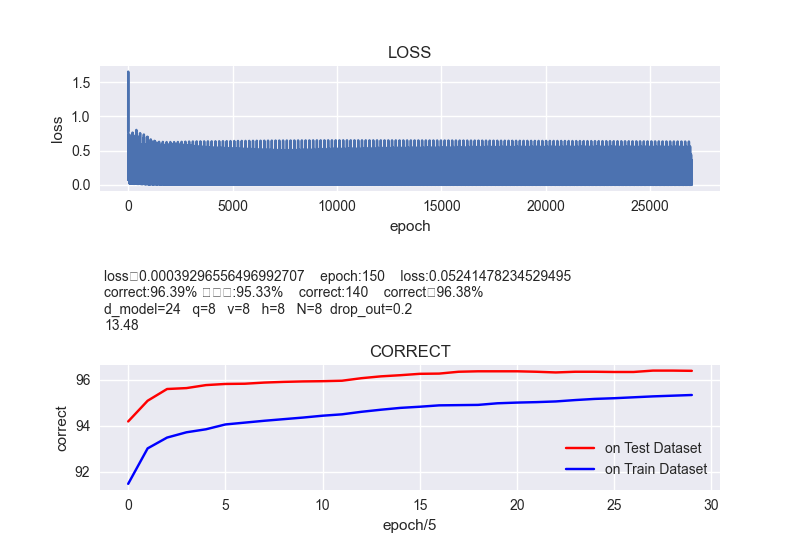 LOSS
1.5
1.0
0.5
0.0
loss
0 5000 10000 15000 20000 25000
epoch
loss□0.00039296556496992707 epoch:150 loss:0.05241478234529495
correct:96.39% □□□:95.33% correct:140 correct□96.38%
d_model=24 q=8 v=8 h=8 N=8 drop_out=0.2
13.48
CORRECT
96
94
92
correct
on Test Dataset
on Train Dataset
0 5 10 15 20 25 30
epoch/5